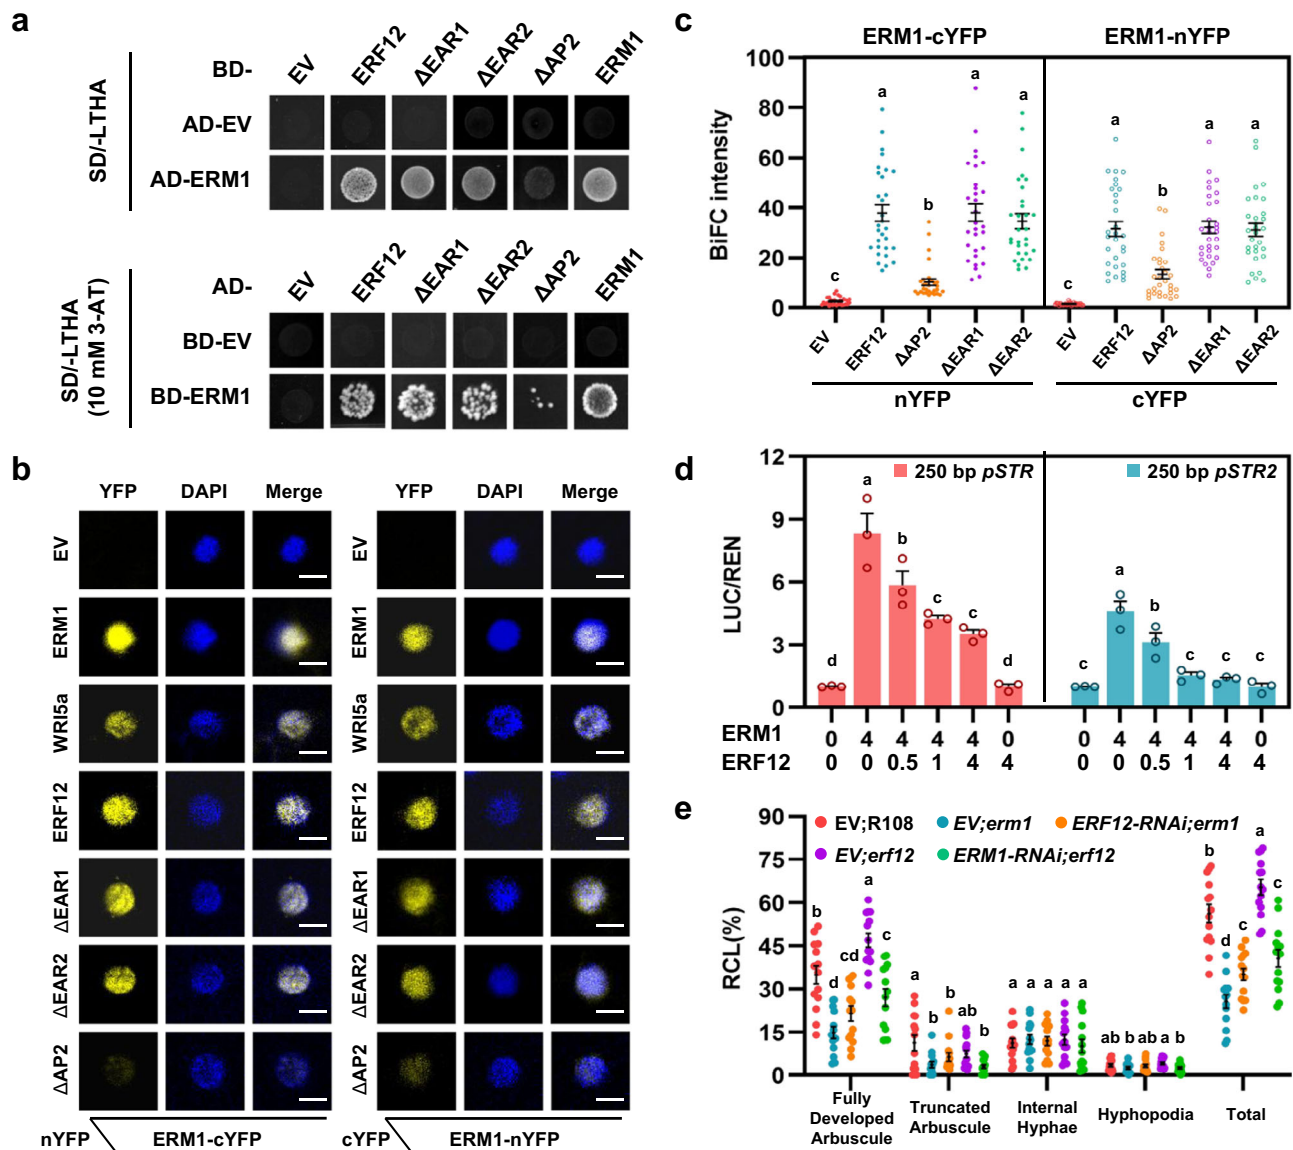 a
SD/-LTHA
BD-
EV
ERF12
ΔEAR1
ΔEAR2
ΔAP2
ERM1
AD-EV
AD-ERM1
SD/-LTHA
(10 mM 3-AT)
AD-
EV
ERF12
ΔEAR1
ΔEAR2
ΔAP2
ERM1
BD-EV
BD-ERM1
b
YFP DAPI Merge
YFP DAPI Merge
EV
ERM1
WRI5a
ERF12
ΔEAR1
ΔEAR2
ΔAP2
EV
ERM1
WRI5a
ERF12
ΔEAR1
ΔEAR2
ΔAP2
nYFP ERM1-cYFP
cYFP ERM1-nYFP
c
ERM1-cYFP ERM1-nYFP
BiFC intensity
100
80
60
40
20
0
c a b a a
c a b a a
EV ERF12 ΔAP2 ΔEAR1 ΔEAR2
EV ERF12 ΔAP2 ΔEAR1 ΔEAR2
nYFP cYFP
d
250 bp pSTR
250 bp pSTR2
LUC/REN
12
9
6
3
0
d a b c c d
c a b c c c
ERM1 0 4 4 4 4 0 0 4 4 4 4 0
ERF12 0 0 0.5 1 4 4 0 0 0.5 1 4 4
e
EV;R108 EV;erm1 ERF12-RNAi;erm1
EV;erf12 ERM1-RNAi;erf12
RCL(%)
90
75
60
45
30
15
0
b d cd a c
a b b ab b
a a a a a
ab b ab a b
b d c a c
Fully
Developed
Arbuscule
Truncated
Arbuscule
Internal
Hyphae
Hyphopodia
Total